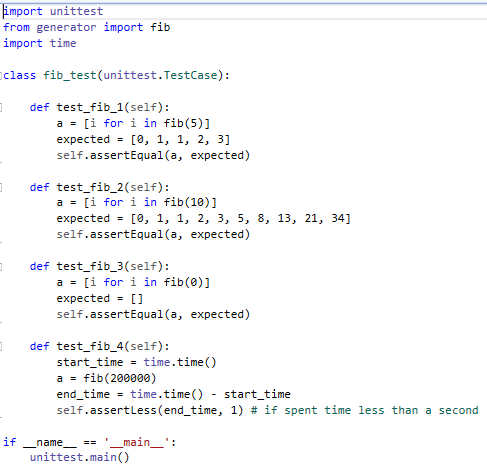 import unittest
from generator import fib
import time
class fib_test(unittest.TestCase):
def test_fib_1(self):
a = [i for i in fib(5)]
expected = [0, 1, 1, 2, 3]
self.assertEqual(a, expected)
def test_fib_2(self):
a = [i for i in fib(10)]
expected = [0, 1, 1, 2, 3, 5, 8, 13, 21, 34]
self.assertEqual(a, expected)
def test_fib_3(self):
a = [i for i in fib(0)]
expected = []
self.assertEqual(a, expected)
def test_fib_4(self):
start_time = time.time()
a = fib(200000)
end_time = time.time() - start_time
self.assertLess(end_time, 1) # if spent time less than a second
if __name__ == '__main__':
unittest.main()